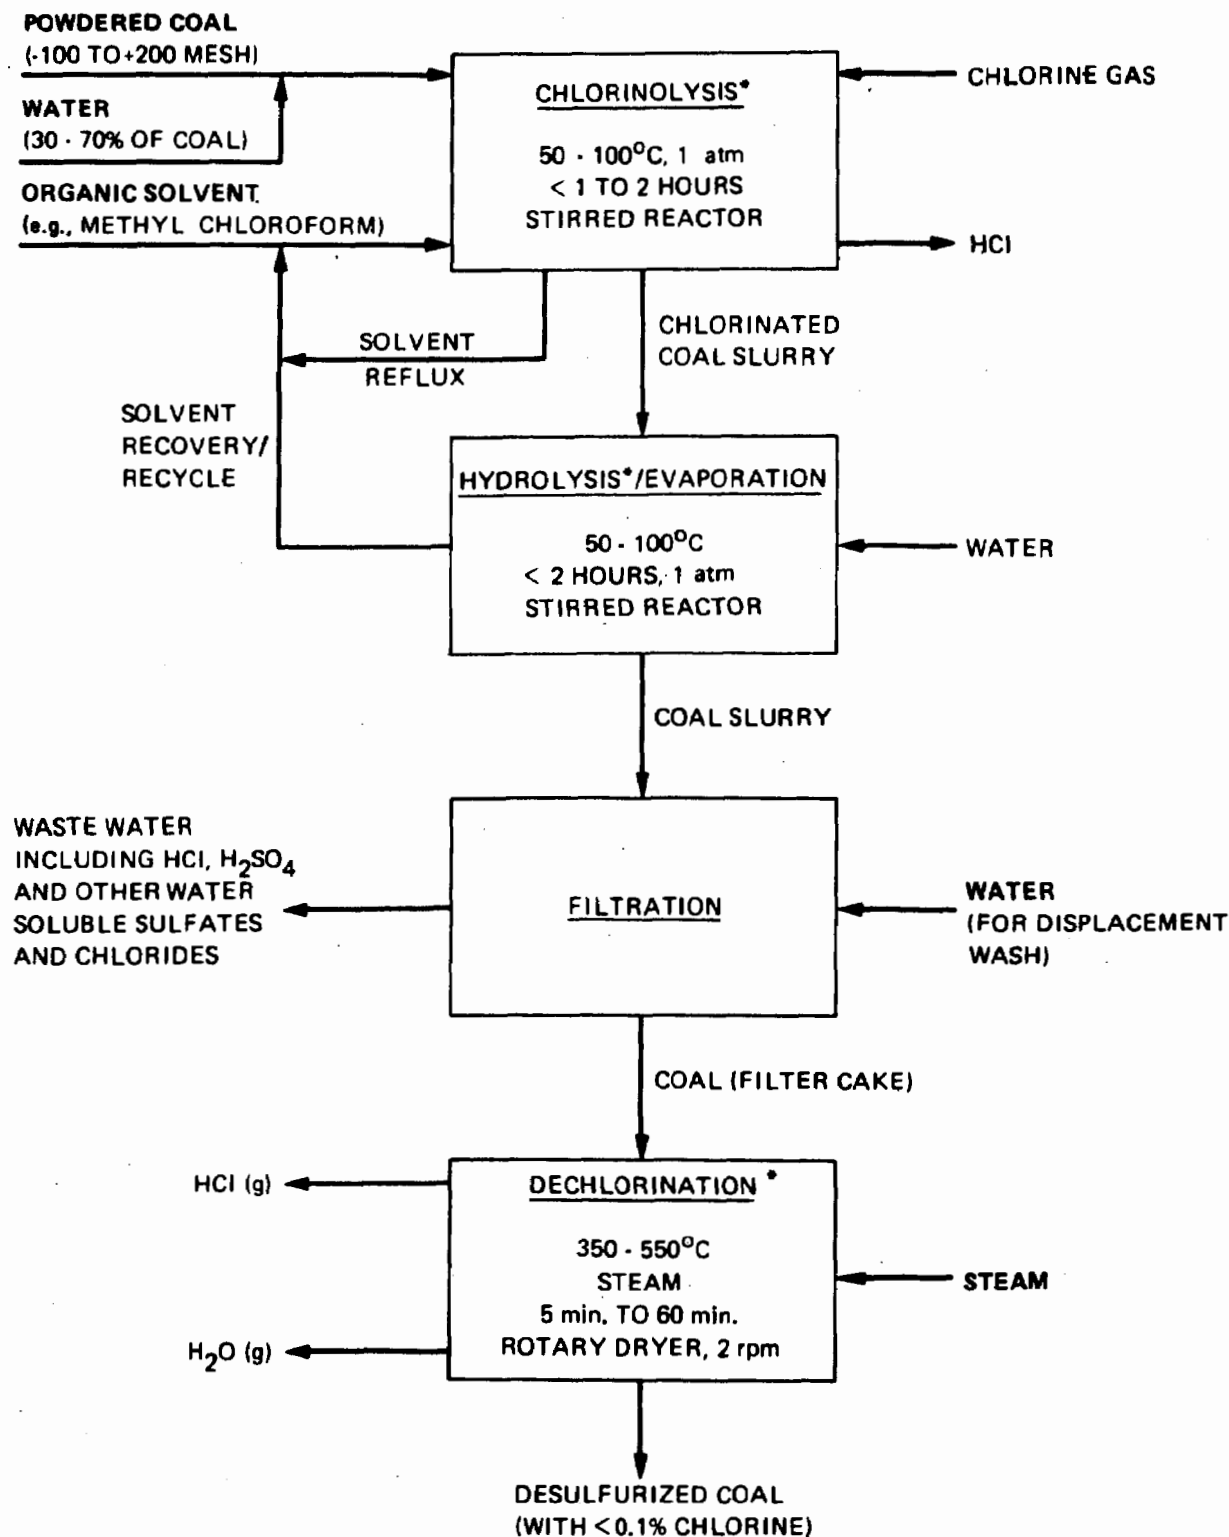 POWDERED COAL
(-100 TO +200 MESH)
WATER
(30 - 70% OF COAL)
ORGANIC SOLVENT.
(e.g., METHYL CHLOROFORM)
CHLORINOLYSIS*
50 - 100°C, 1 atm
< 1 TO 2 HOURS
STIRRED REACTOR
CHLORINE GAS
HCl
SOLVENT
REFLUX
CHLORINATED
COAL SLURRY
SOLVENT
RECOVERY/
RECYCLE
HYDROLYSIS*/EVAPORATION
50 - 100°C
< 2 HOURS, 1 atm
STIRRED REACTOR
WATER
COAL SLURRY
WASTE WATER
INCLUDING HCl, H₂SO₄
AND OTHER WATER
SOLUBLE SULFATES
AND CHLORIDES
FILTRATION
WATER
(FOR DISPLACEMENT
WASH)
COAL (FILTER CAKE)
HCl (g)
H₂O (g)
DECHLORINATION *
350 - 550°C
STEAM
5 min. TO 60 min.
ROTARY DRYER, 2 rpm
STEAM
DESULFURIZED COAL
(WITH <0.1% CHLORINE)